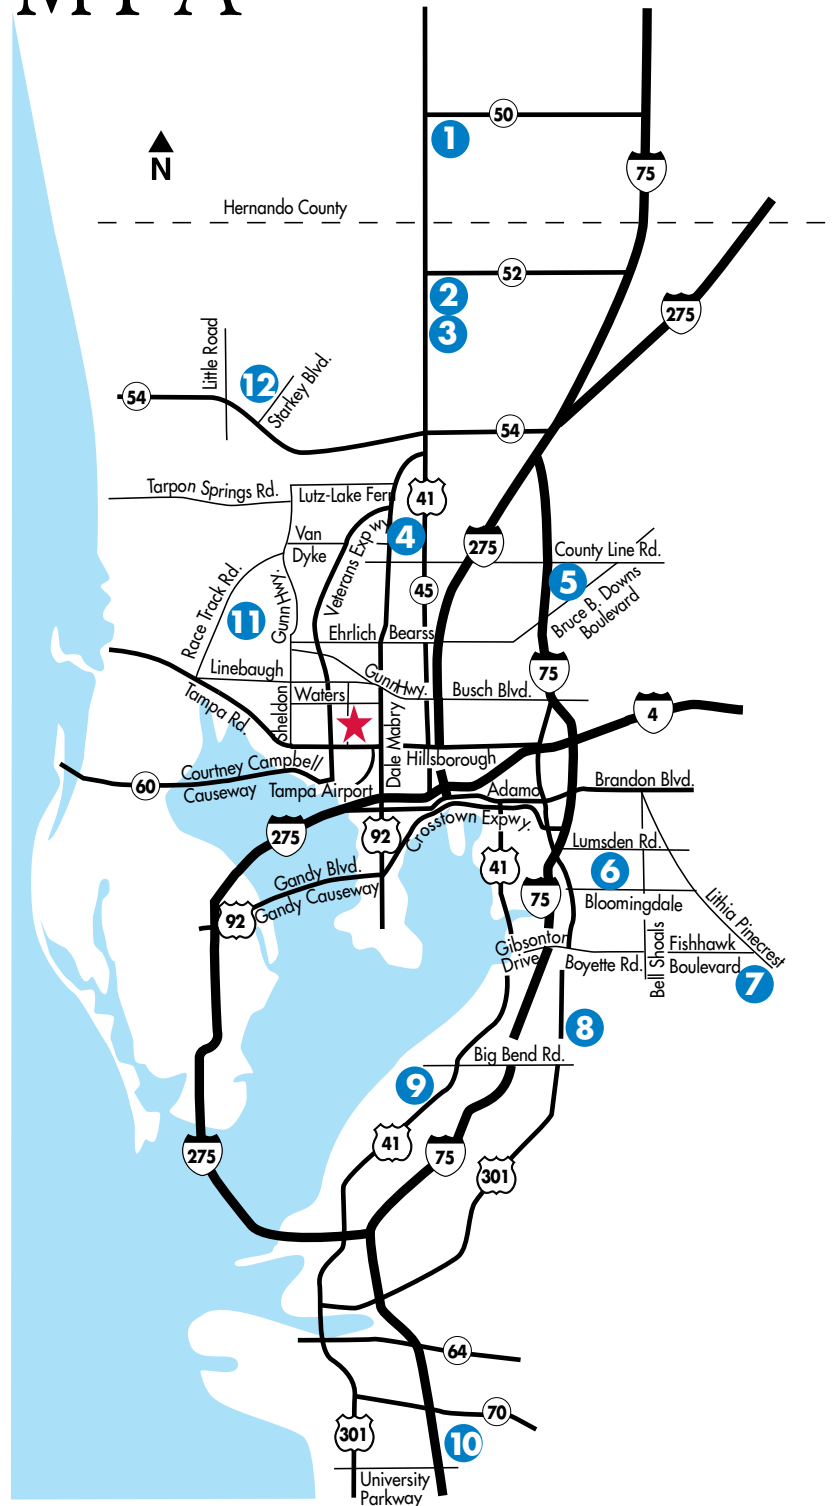 MPA
50
1
N
75
Hernando County
52
2
275
3
Little Road
12
Starkey Blvd.
54
54
Tarpon Springs Rd.
Lutz-Lake Fern
41
Van
Dyke
Veterans Expwy.
4
275
County Line Rd.
Race Track Rd.
Gunn Hwy.
45
5
Bruce B. Downs
Boulevard
11
Ehrlich
Bearss
Linebaugh
Gunn Hwy.
75
Busch Blvd.
Tampa Rd.
Sheldon
Waters
Dale Mabry
4
Hillsborough
Courtney Campbell
Causeway
60
Tampa Airport
Adamo
Brandon Blvd.
275
92
Crosstown Expwy.
Lumsden Rd.
41
6
Gandy Blvd.
Gandy Causeway
75
92
Bloomingdale
Lithia Pinecrest
Gibsonton
Drive
Boyette Rd.
Bell Shoals
Fishhawk
Boulevard
7
8
Big Bend Rd.
9
41
75
275
301
64
70
301
10
University
Parkway